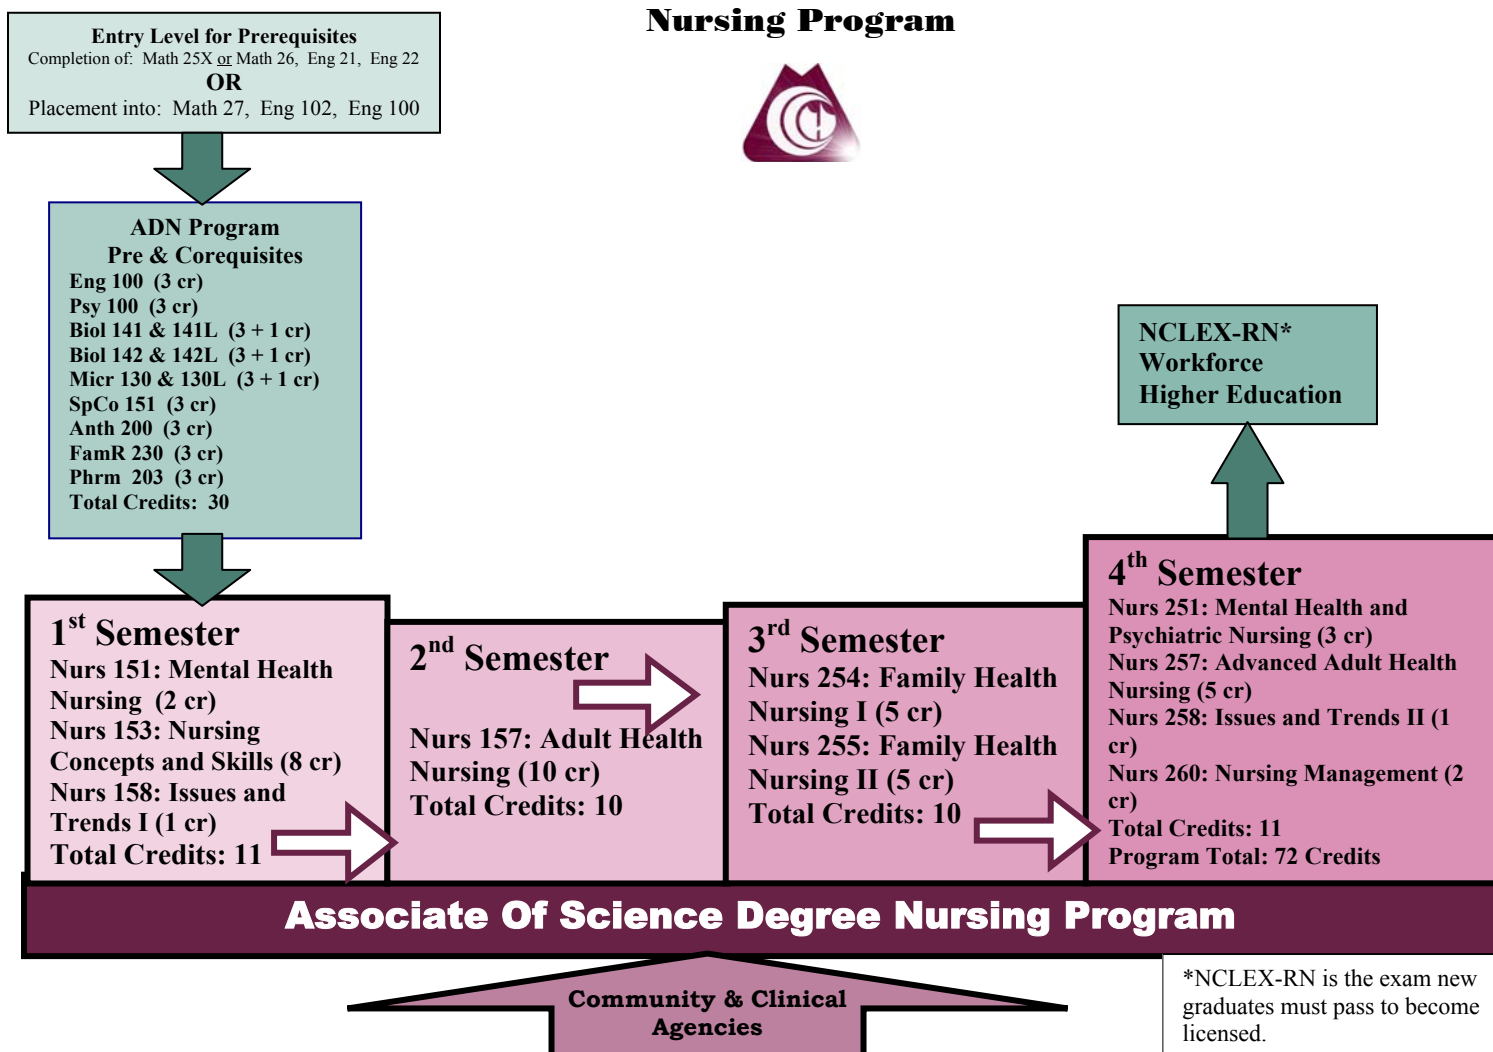 Nursing Program
Entry Level for Prerequisites
Completion of: Math 25X or Math 26, Eng 21, Eng 22
OR
Placement into: Math 27, Eng 102, Eng 100
ADN Program
Pre & Corequisites
Eng 100 (3 cr)
Psy 100 (3 cr)
Biol 141 & 141L (3 + 1 cr)
Biol 142 & 142L (3 + 1 cr)
Micr 130 & 130L (3 + 1 cr)
SpCo 151 (3 cr)
Anth 200 (3 cr)
FamR 230 (3 cr)
Phrm 203 (3 cr)
Total Credits: 30
1st Semester
Nurs 151: Mental Health
Nursing (2 cr)
Nurs 153: Nursing
Concepts and Skills (8 cr)
Nurs 158: Issues and
Trends I (1 cr)
Total Credits: 11
2nd Semester
Nurs 157: Adult Health
Nursing (10 cr)
Total Credits: 10
3rd Semester
Nurs 254: Family Health
Nursing I (5 cr)
Nurs 255: Family Health
Nursing II (5 cr)
Total Credits: 10
4th Semester
Nurs 251: Mental Health and
Psychiatric Nursing (3 cr)
Nurs 257: Advanced Adult Health
Nursing (5 cr)
Nurs 258: Issues and Trends II (1
cr)
Nurs 260: Nursing Management (2
cr)
Total Credits: 11
Program Total: 72 Credits
NCLEX-RN*
Workforce
Higher Education
Associate Of Science Degree Nursing Program
Community & Clinical
Agencies
*NCLEX-RN is the exam new
graduates must pass to become
licensed.